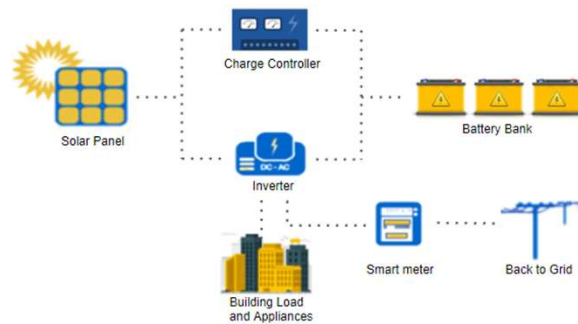 Charge Controller
Solar Panel
Battery Bank
DC-AC
Inverter
Smart meter
Back to Grid
Building Load
and Appliances